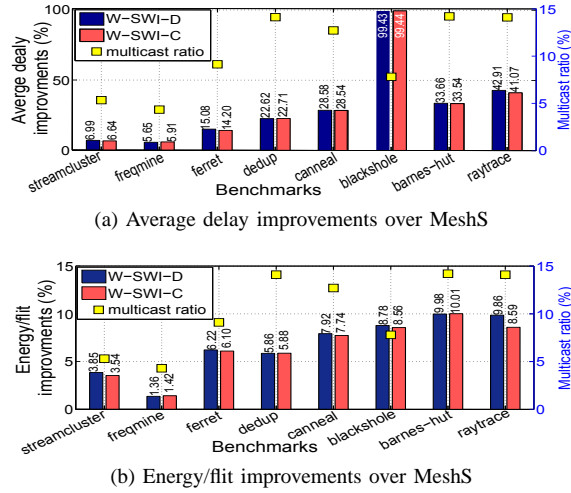 W-SWI-D
W-SWI-C
multicast ratio
Averge dealy
improvments (%)
100
50
0
15
10
5
0
Multicast ratio (%)
6.99
6.64
5.65
5.91
15.08
14.20
22.62
22.71
28.58
28.54
99.43
99.44
33.66
33.54
42.91
41.07
streamcluster
freqmine
ferret
dedup
canneal
blackshole
barnes-hut
raytrace
Benchmarks
(a) Average delay improvements over MeshS
W-SWI-D
W-SWI-C
multicast ratio
Energy/flit
improvments (%)
15
10
5
0
15
10
5
0
Multicast ratio (%)
3.85
3.54
1.36
1.42
6.22
6.10
5.86
5.88
7.92
7.74
8.78
8.56
9.98
10.01
9.86
8.59
streamcluster
freqmine
ferret
dedup
canneal
blackshole
barnes-hut
raytrace
Benchmarks
(b) Energy/flit improvements over MeshS